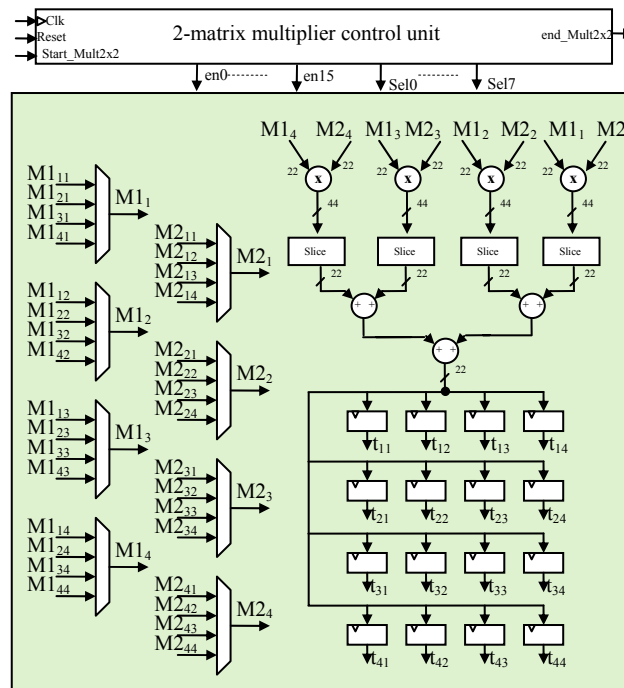 Clk
Reset
Start_Mult2x2
2-matrix multiplier control unit
end_Mult2x2
en0
en15
Sel0
Sel7
M1₄ M2₄ M1₃ M2₃ M1₂ M2₂ M1₁ M2
22 22 22 22 22 22 22 22
x x x x
44 44 44 44
Slice Slice Slice Slice
22 22 22 22
+ + + +
+ +
22
M1₁₁
M1₂₁
M1₃₁
M1₄₁
M1₁
M1₁₂
M1₂₂
M1₃₂
M1₄₂
M1₂
M1₁₃
M1₂₃
M1₃₃
M1₄₃
M1₃
M1₁₄
M1₂₄
M1₃₄
M1₄₄
M1₄
M2₁₁
M2₁₂
M2₁₃
M2₁₄
M2₁
M2₂₁
M2₂₂
M2₂₃
M2₂₄
M2₂
M2₃₁
M2₃₂
M2₃₃
M2₃₄
M2₃
M2₄₁
M2₄₂
M2₄₃
M2₄₄
M2₄
t₁₁ t₁₂ t₁₃ t₁₄
t₂₁ t₂₂ t₂₃ t₂₄
t₃₁ t₃₂ t₃₃ t₃₄
t₄₁ t₄₂ t₄₃ t₄₄